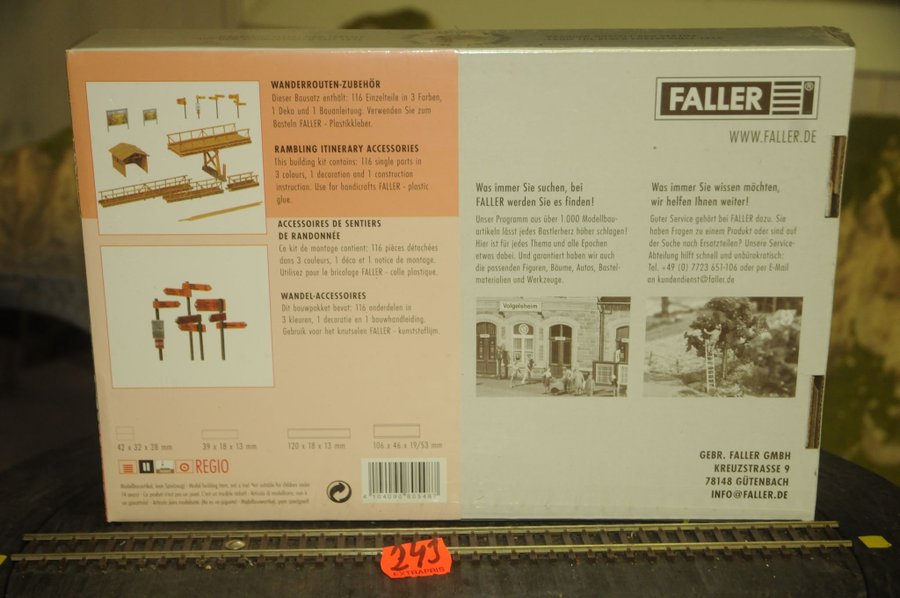 WANDERROUTEN-ZUBEHÖR
Dieser Bausatz enthält: 116 Einzelteile in 3 Farben,
1 Deko und 1 Bauanleitung. Verwenden Sie zum
Basteln FALLER - Plastikkleber.
RAMBLING ITINERARY ACCESSORIES
This building kit contains: 116 single parts in
3 colours, 1 decoration and 1 construction
instruction. Use for handicrafts FALLER - plastic
glue.
ACCESSOIRES DE SENTIERS
DE RANDONNÉE
Ce kit de montage contient: 116 pièces détachées
dans 3 couleurs, 1 déco et 1 notice de montage.
Utilisez pour le bricolage FALLER - colle plastique.
WANDEL-ACCESSOIRES
Dit bouwpakket bevat: 116 onderdelen in
3 kleuren, 1 decoratie en 1 bouwhandleiding.
Gebruik voor het knutselen FALLER - kunststoflijm.
42 x 32 x 28 mm
39 x 18 x 13 mm
120 x 18 x 13 mm
106 x 46 x 19/53 mm
REGIO
FALLER
WWW.FALLER.DE
Was immer Sie suchen, bei
FALLER werden Sie es finden!
Unser Programm aus über 1.000 Modellbau-
artikeln lässt jedes Bastlerherz höher schlagen!
Hier ist für jedes Thema und alle Epochen
etwas dabei. Und garantiert haben wir auch
die passenden Figuren, Bäume, Autos, Bastel-
materialien und Werkzeuge.
Was immer Sie wissen möchten,
wir helfen Ihnen weiter!
Guter Service gehört bei FALLER dazu. Sie
haben Fragen zu einem Produkt oder sind auf
der Suche nach Ersatzteilen? Unsere Service-
Abteilung hilft schnell und unbürokratisch:
Tel. +49 (0) 7723 651-106 oder per E-Mail
an kundendienst@faller.de
Volgelsheim
GEBR. FALLER GMBH
KREUZSTRASSE 9
78148 GÜTENBACH
INFO@FALLER.DE
245
EXTRAPRIS